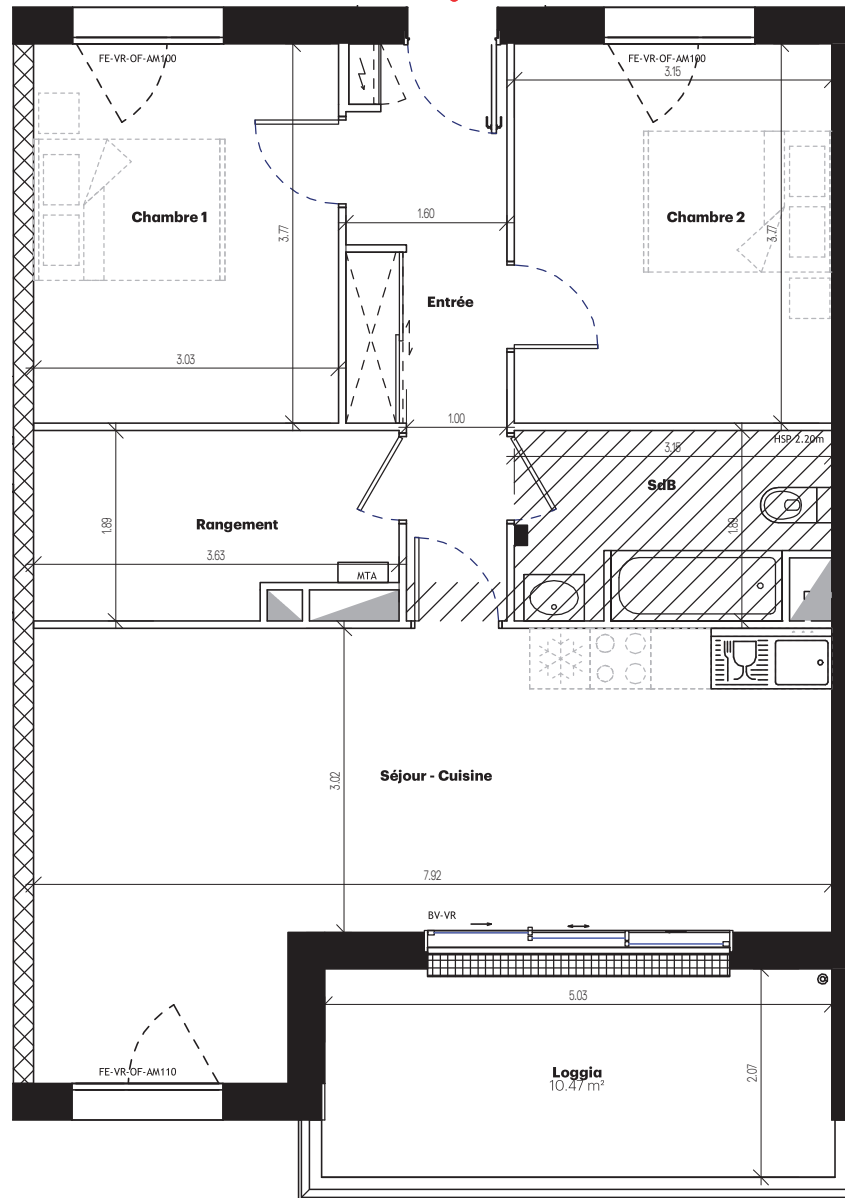 FE-VR-OF-AM100
FE-VR-OF-AM100
3.15
Chambre 1
3.77
1.60
Chambre 2
3.77
Entrée
3.03
1.00
HSP 2.20m
3.15
SdB
Rangement
1.89
1.89
3.63
MTA
Séjour - Cuisine
3.02
7.92
BV-VR
5.03
FE-VR-OF-AM110
Loggia
10.47 m²
2.07